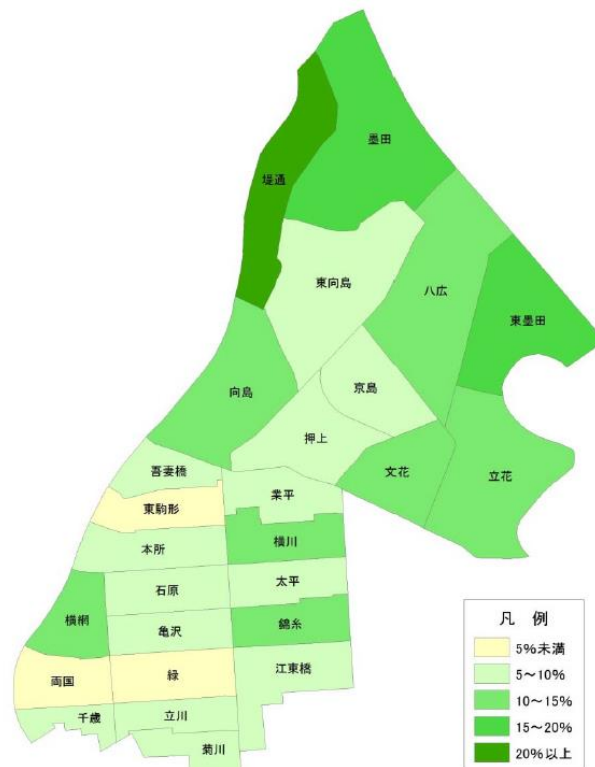 墨田
堤通
東向島
八広
東墨田
向島
京島
押上
文花
立花
吾妻橋
業平
東駒形
本所
横川
石原
太平
横網
亀沢
錦糸
両国
緑
江東橋
千歳
立川
菊川
凡 例
5%未満
5~10%
10~15%
15~20%
20%以上